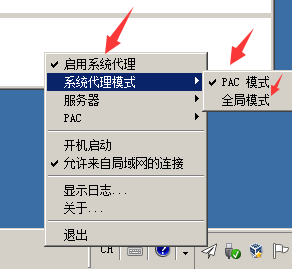 启用系统代理
系统代理模式
PAC 模式
服务器
全局模式
PAC
开机启动
允许来自局域网的连接
显示日志...
关于...
退出
CH